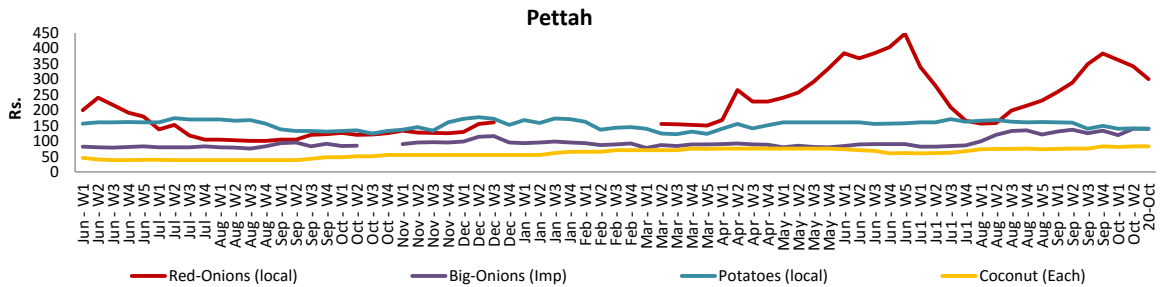 Pettah
Rs.
450
400
350
300
250
200
150
100
50
0
Jun - W1
Jun - W2
Jun - W3
Jun - W4
Jun - W5
Jul - W1
Jul - W2
Jul - W3
Jul - W4
Aug - W1
Aug - W2
Aug - W3
Aug - W4
Sep - W1
Sep - W2
Sep - W3
Sep - W4
Oct - W1
Oct - W2
Oct - W3
Oct - W4
Nov - W1
Nov - W2
Nov - W3
Nov - W4
Dec - W1
Dec - W2
Dec - W3
Dec - W4
Jan - W1
Jan - W2
Jan - W3
Jan - W4
Feb - W1
Feb - W2
Feb - W3
Feb - W4
Mar - W1
Mar - W2
Mar - W3
Mar - W4
Mar - W5
Apr - W1
Apr - W2
Apr - W3
Apr - W4
May - W1
May - W2
May - W3
May - W4
Jun - W1
Jun - W2
Jun - W3
Jun - W4
Jun - W5
Ju1 - W1
Ju1 - W2
Ju1 - W3
Ju1 - W4
Aug - W1
Aug - W2
Aug - W3
Aug - W4
Aug - W5
Sep - W1
Sep - W2
Sep - W3
Sep - W4
Oct - W1
Oct - W2
20-Oct
Red-Onions (local)
Big-Onions (Imp)
Potatoes (local)
Coconut (Each)